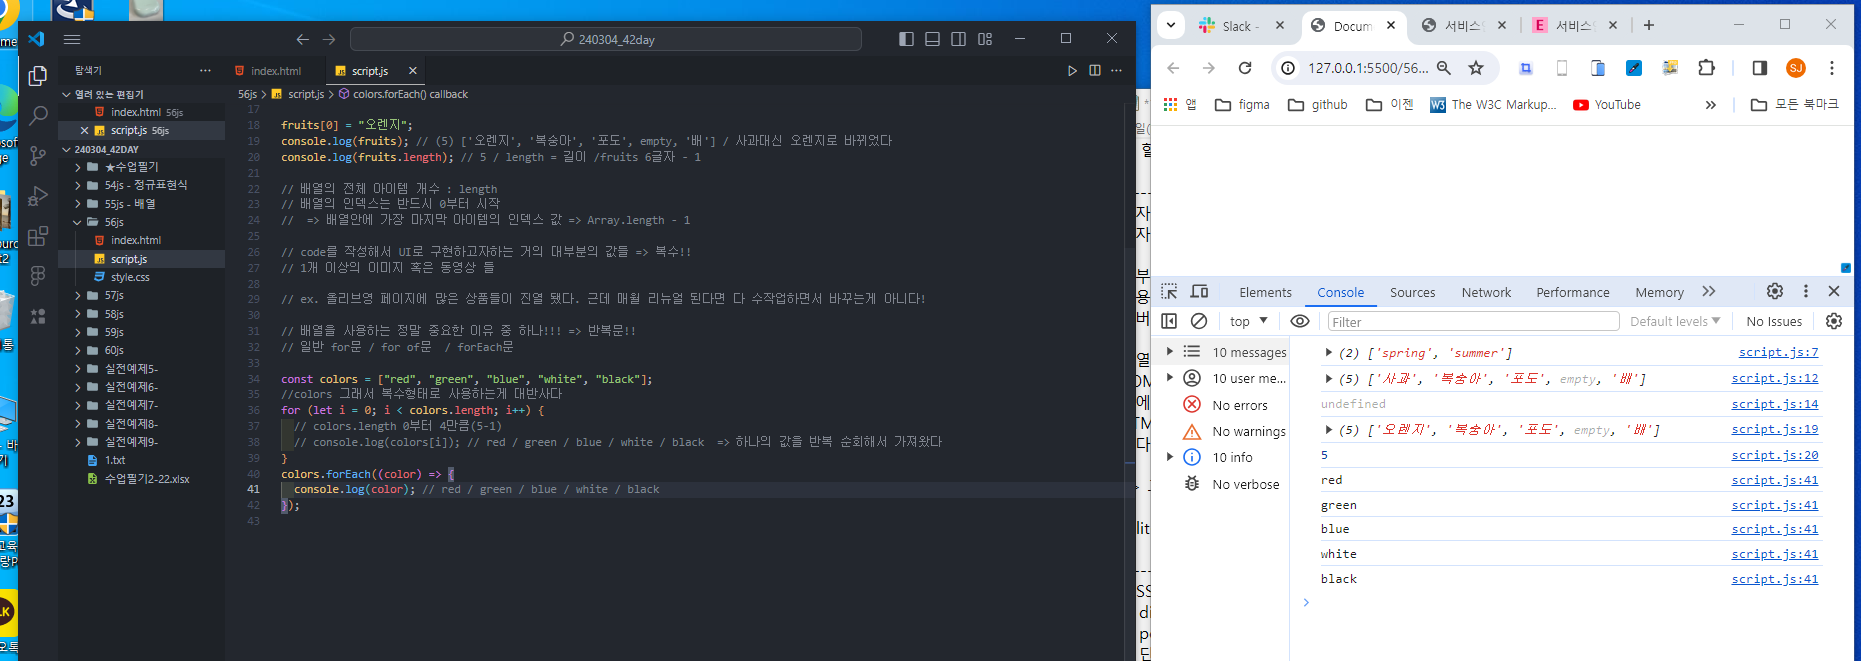 240304_42day
탐색기
열려 있는 편집기
index.html 56js
script.js 56js
240304_42DAY
★수업필기
54js - 정규표현식
55js - 배열
56js
index.html
script.js
style.css
57js
58js
59js
60js
실전예제5-
실전예제6-
실전예제7-
실전예제8-
실전예제9-
1.txt
수업필기2-22.xlsx
index.html
script.js
56js > script.js > colors.forEach() callback
17
18 fruits[0] = "오렌지";
19 console.log(fruits); // (5) ['오렌지', '복숭아', '포도', empty, '배'] / 사과대신 오렌지로 바뀌었다
20 console.log(fruits.length); // 5 / length = 길이 /fruits 6글자 - 1
21
22 // 배열의 전체 아이템 개수 : length
23 // 배열의 인덱스는 반드시 0부터 시작
24 //  => 배열안에 가장 마지막 아이템의 인덱스 값 => Array.length - 1
25
26 // code를 작성해서 UI로 구현하고자하는 거의 대부분의 값들 => 복수!!
27 // 1개 이상의 이미지 혹은 동영상 들
28
29 // ex. 올리브영 페이지에 많은 상품들이 진열 됐다. 근데 매월 리뉴얼 된다면 다 수작업하면서 바꾸는게 아니다!
30
31 // 배열을 사용하는 정말 중요한 이유 중 하나!!! => 반복문!!
32 // 일반 for문 / for of문  / forEach문
33
34 const colors = ["red", "green", "blue", "white", "black"];
35 //colors 그래서 복수형태로 사용하는게 대반사다
36 for (let i = 0; i < colors.length; i++) {
37 // colors.length 0부터 4만큼(5-1)
38 // console.log(colors[i]); // red / green / blue / white / black  => 하나의 값을 반복 순회해서 가져왔다
39 }
40 colors.forEach((color) => {
41 console.log(color); // red / green / blue / white / black
42 });
43
Slack -
Docum
서비스
서비스
127.0.0.1:5500/56...
SJ
앱
figma
github
이젠
The W3C Markup...
YouTube
모든 북마크
Elements Console Sources Network Performance Memory
top Filter Default levels No Issues
10 messages
10 user me...
No errors
No warnings
10 info
No verbose
(2) ['spring', 'summer'] script.js:7
(5) ['사과', '복숭아', '포도', empty, '배'] script.js:12
undefined script.js:14
(5) ['오렌지', '복숭아', '포도', empty, '배'] script.js:19
5 script.js:20
red script.js:41
green script.js:41
blue script.js:41
white script.js:41
black script.js:41